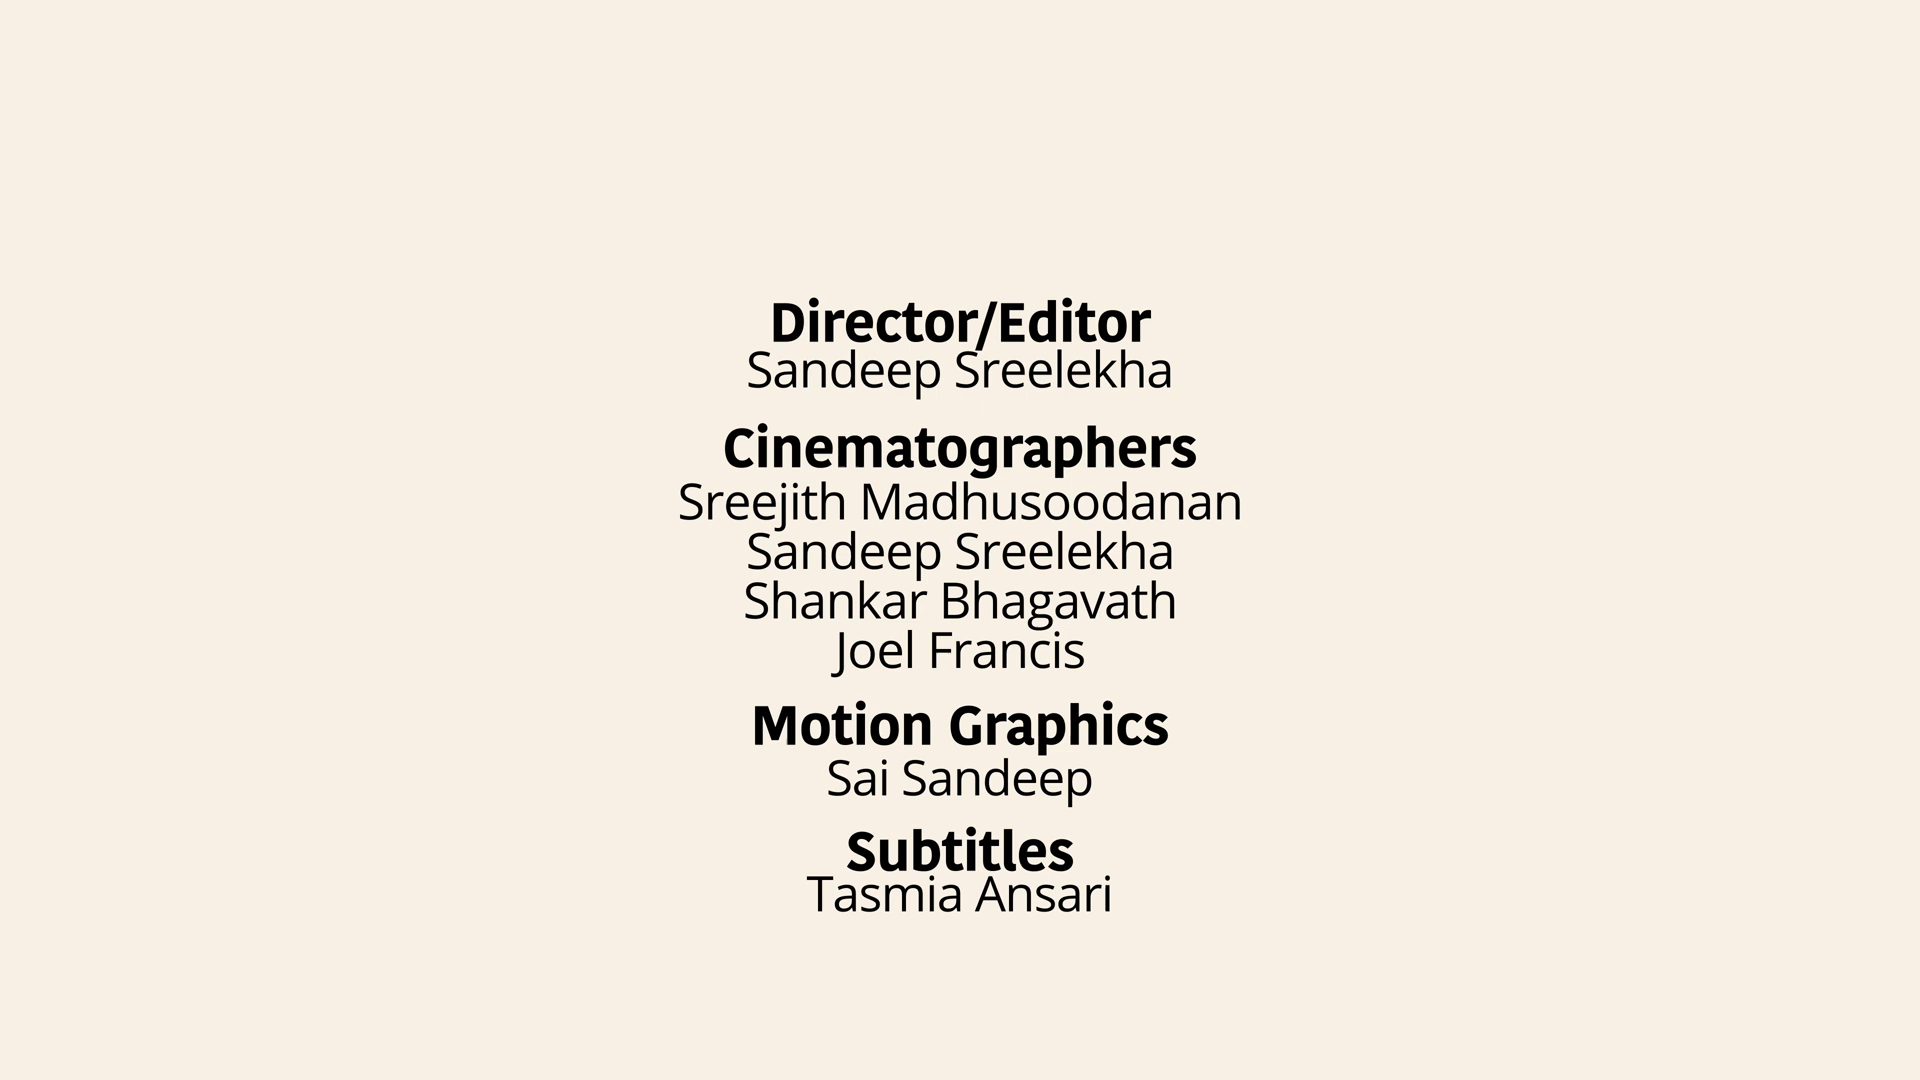 Director/Editor
Sandeep Sreelekha
Cinematographers
Sreejith Madhusoodanan
Sandeep Sreelekha
Shankar Bhagavath
Joel Francis
Motion Graphics
Sai Sandeep
Subtitles
Tasmia Ansari